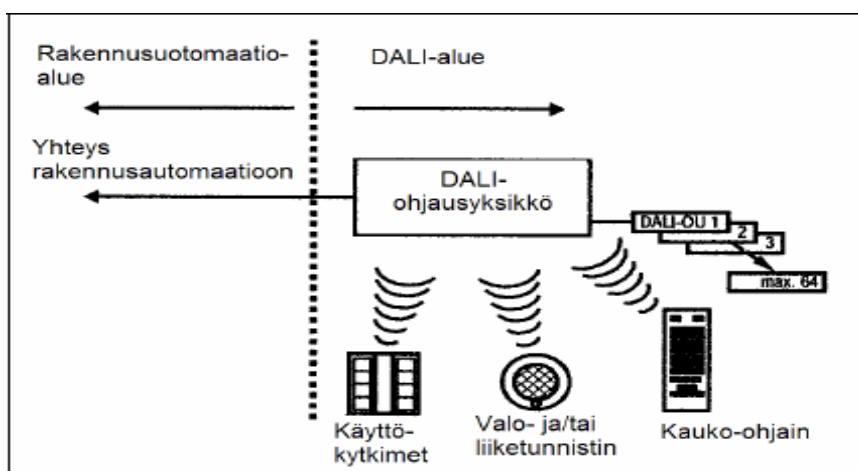 Rakennusuotomaatio-
alue
DALI-alue
Yhteys
rakennusautomaatioon
DALI-
ohjausyksikkö
DALI-OU 1
2
3
max. 64
Käyttö-
kytkimet
Valo- ja/tai
liiketunnistin
Kauko-ohjain